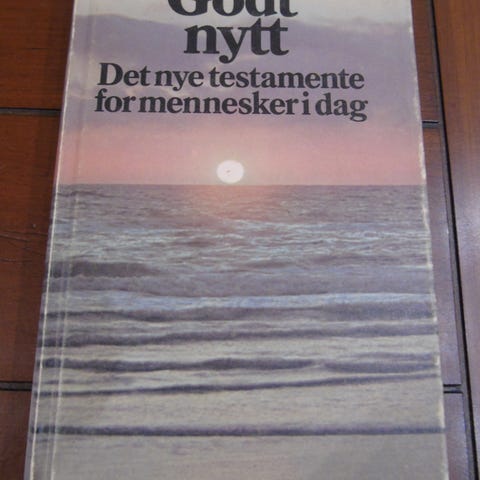 Godt
nytt
Det nye testamente
for mennesker i dag